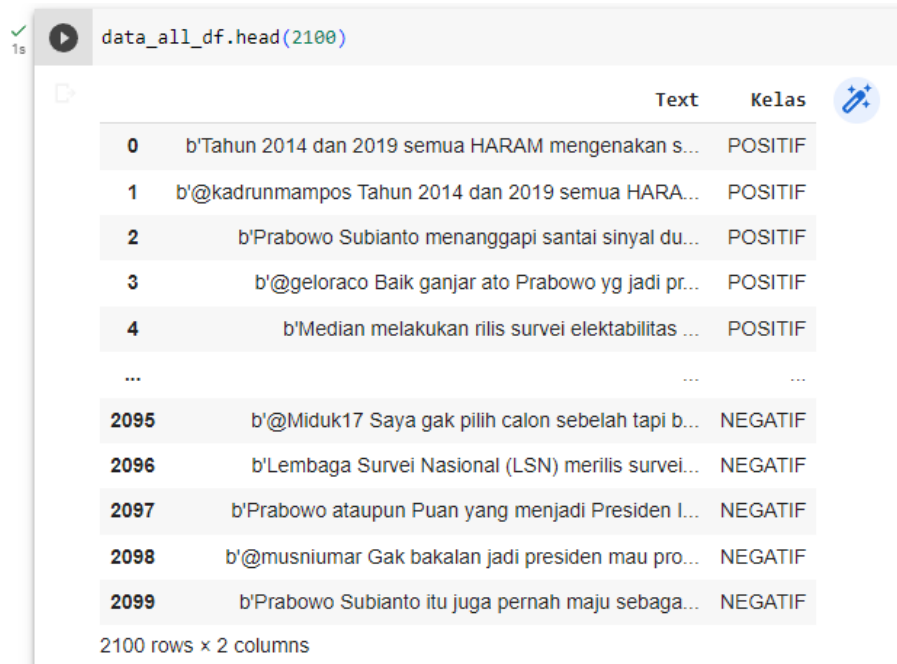 data_all_df.head(2100)
1s
Text Kelas
0 b'Tahun 2014 dan 2019 semua HARAM mengenakan s... POSITIF
1 b'@kadrunmampos Tahun 2014 dan 2019 semua HARA... POSITIF
2 b'Prabowo Subianto menanggapi santai sinyal du... POSITIF
3 b'@geloraco Baik ganjar ato Prabowo yg jadi pr... POSITIF
4 b'Median melakukan rilis survei elektabilitas ... POSITIF
... ... ...
2095 b'@Miduk17 Saya gak pilih calon sebelah tapi b... NEGATIF
2096 b'Lembaga Survei Nasional (LSN) merilis survei... NEGATIF
2097 b'Prabowo ataupun Puan yang menjadi Presiden I... NEGATIF
2098 b'@musniumar Gak bakalan jadi presiden mau pro... NEGATIF
2099 b'Prabowo Subianto itu juga pernah maju sebaga... NEGATIF
2100 rows × 2 columns